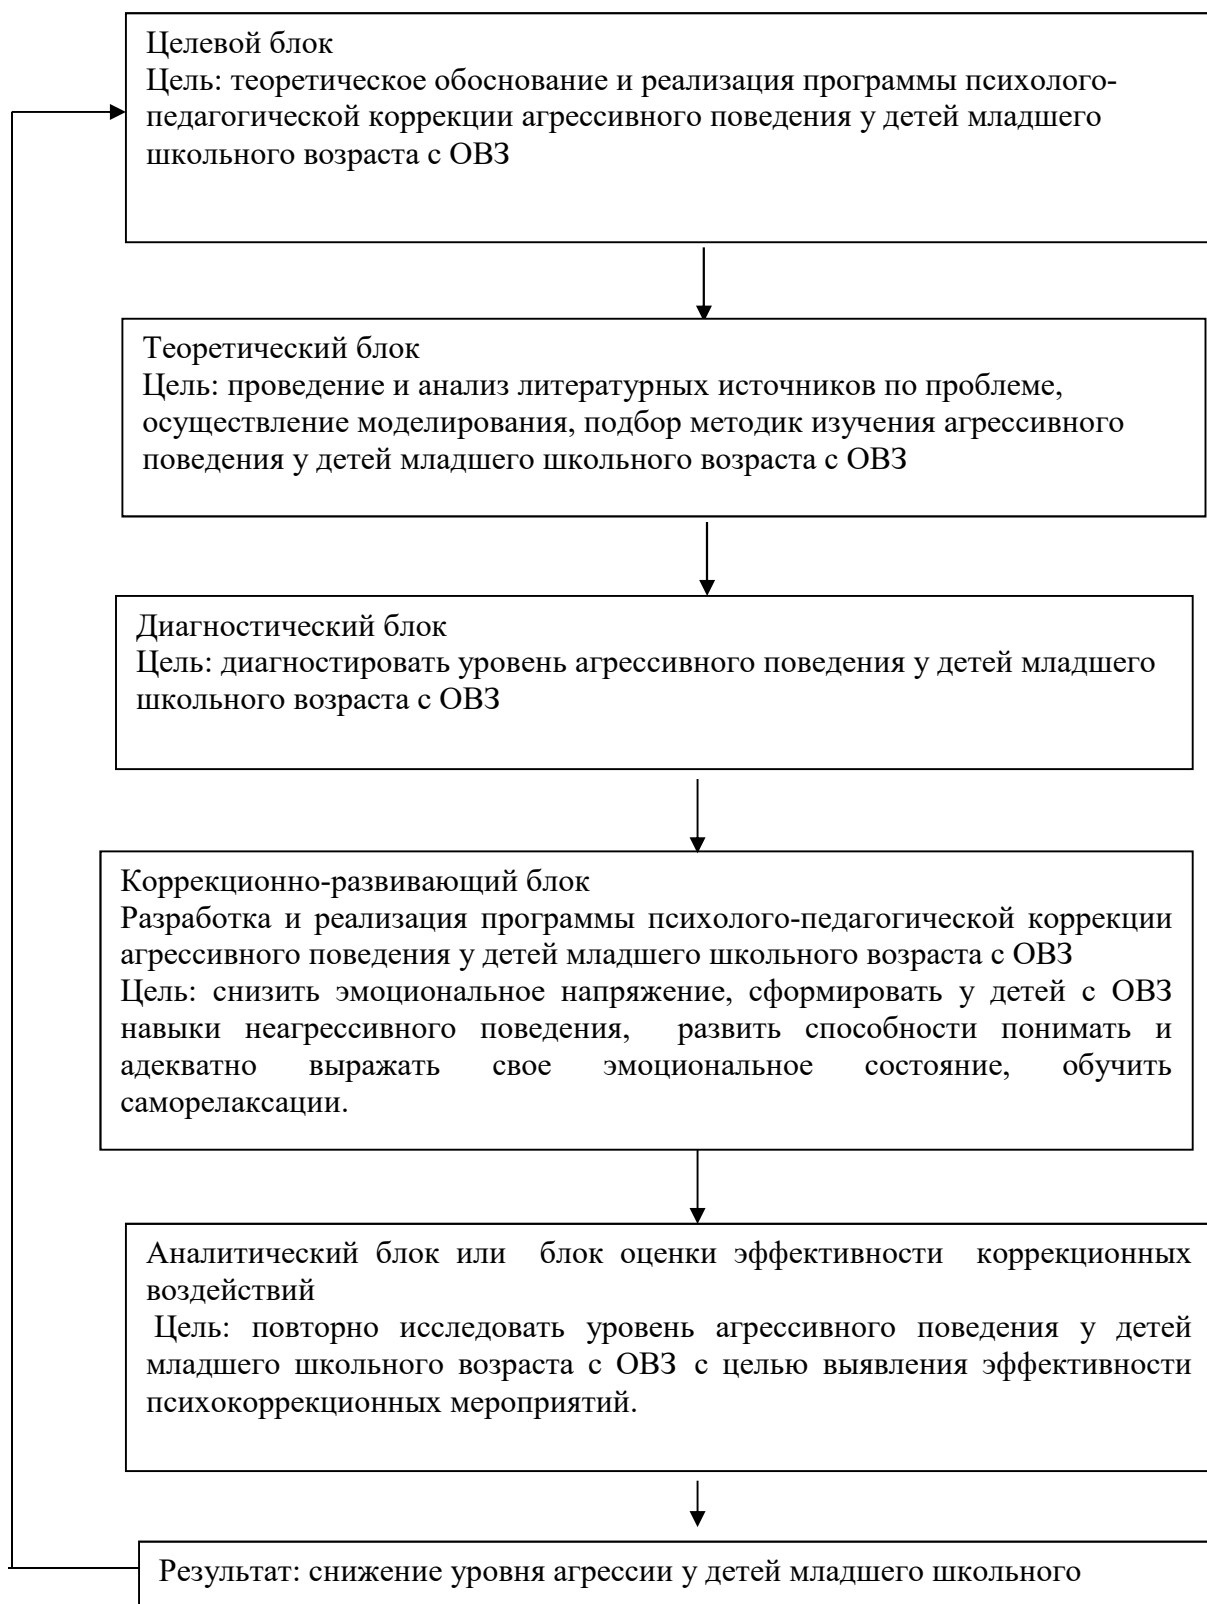 Целевой блок
Цель: теоретическое обоснование и реализация программы психолого-
педагогической коррекции агрессивного поведения у детей младшего
школьного возраста с ОВЗ
Теоретический блок
Цель: проведение и анализ литературных источников по проблеме,
осуществление моделирования, подбор методик изучения агрессивного
поведения у детей младшего школьного возраста с ОВЗ
Диагностический блок
Цель: диагностировать уровень агрессивного поведения у детей младшего
школьного возраста с ОВЗ
Коррекционно-развивающий блок
Разработка и реализация программы психолого-педагогической коррекции
агрессивного поведения у детей младшего школьного возраста с ОВЗ
Цель: снизить эмоциональное напряжение, сформировать у детей с ОВЗ
навыки неагрессивного поведения, развить способности понимать и
адекватно выражать свое эмоциональное состояние, обучить
саморелаксации.
Аналитический блок или блок оценки эффективности коррекционных
воздействий
Цель: повторно исследовать уровень агрессивного поведения у детей
младшего школьного возраста с ОВЗ с целью выявления эффективности
психокоррекционных мероприятий.
Результат: снижение уровня агрессии у детей младшего школьного